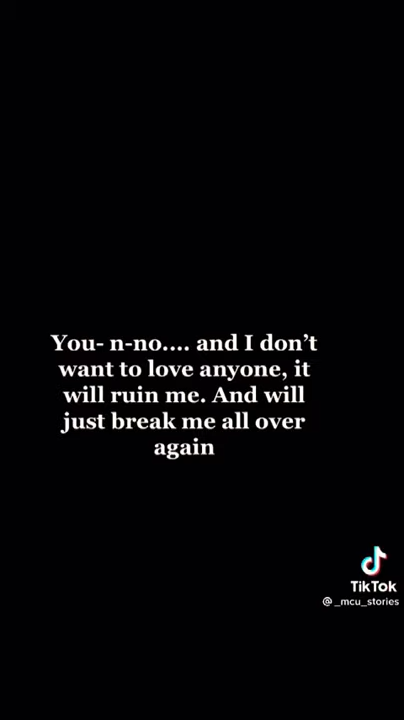 You- n-no.... and I don't
want to love anyone, it
will ruin me. And will
just break me all over
again
TikTok
@_mcu_stories